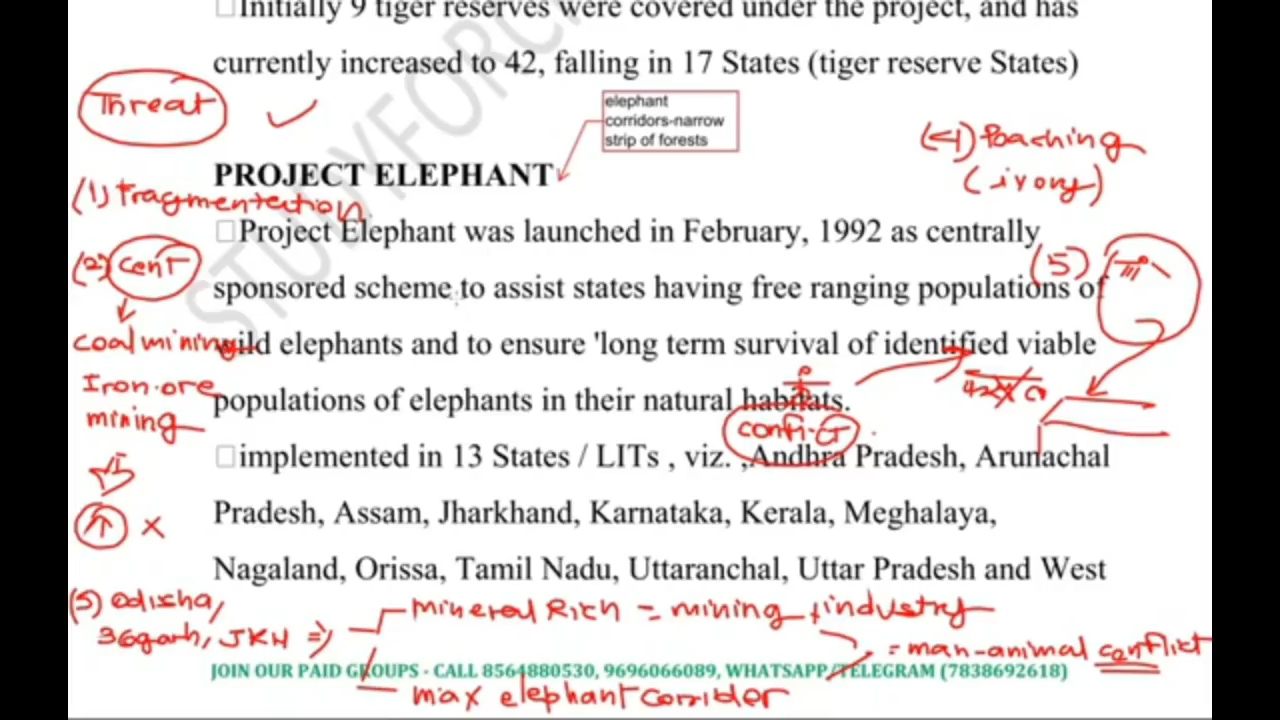 Initially 9 tiger reserves were covered under the project, and has
currently increased to 42, falling in 17 States (tiger reserve States)
Threat
elephant
corridors-narrow
strip of forests
(4) Poaching
(ivory)
PROJECT ELEPHANT
(1) Fragmentection
Project Elephant was launched in February, 1992 as centrally
(2) cent
(5)
sponsored scheme to assist states having free ranging populations of
coal mining
wild elephants and to ensure 'long term survival of identified viable
Iron.ore
mining
populations of elephants in their natural habitats.
confi-ct
implemented in 13 States / LITs , viz. ,Andhra Pradesh, Arunachal
Pradesh, Assam, Jharkhand, Karnataka, Kerala, Meghalaya,
Nagaland, Orissa, Tamil Nadu, Uttaranchal, Uttar Pradesh and West
odisha,
36garh, JKH
mineral Rich = mining + industry
= man-animal conflict
JOIN OUR PAID GROUPS - CALL 8564880530, 9696066089, WHATSAPP/TELEGRAM (7838692618)
max elephant corrider